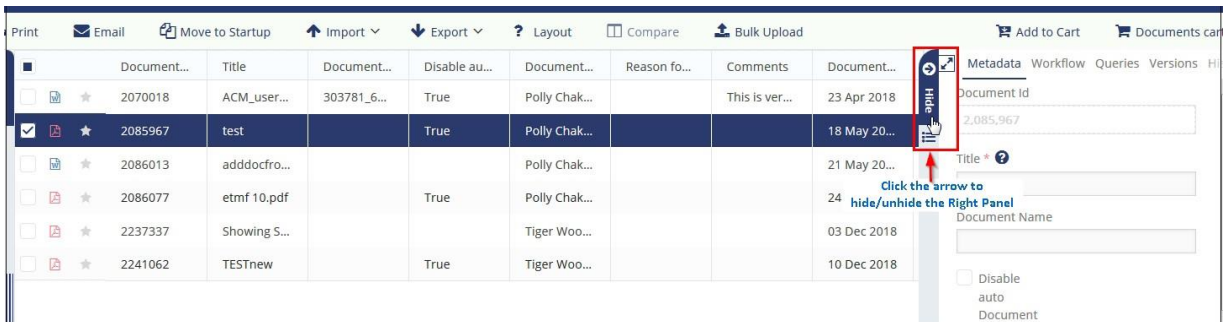 Print Email Move to Startup Import Export ? Layout Compare Bulk Upload Add to Cart Documents cart
Document... Title Document... Disable au... Document... Reason fo... Comments Document...
2070018 ACM_user... 303781_6... True Polly Chak... This is ver... 23 Apr 2018
2085967 test True Polly Chak... 18 May 20...
2086013 adddocfro... Polly Chak... 21 May 20...
2086077 etmf 10.pdf True Polly Chak... 24
2237337 Showing S... Tiger Woo... 03 Dec 2018
2241062 TESTnew True Tiger Woo... 10 Dec 2018
Hide
Click the arrow to
hide/unhide the Right Panel
Metadata Workflow Queries Versions Hi
Document Id
2,085,967
Title * ?
Document Name
Disable
auto
Document